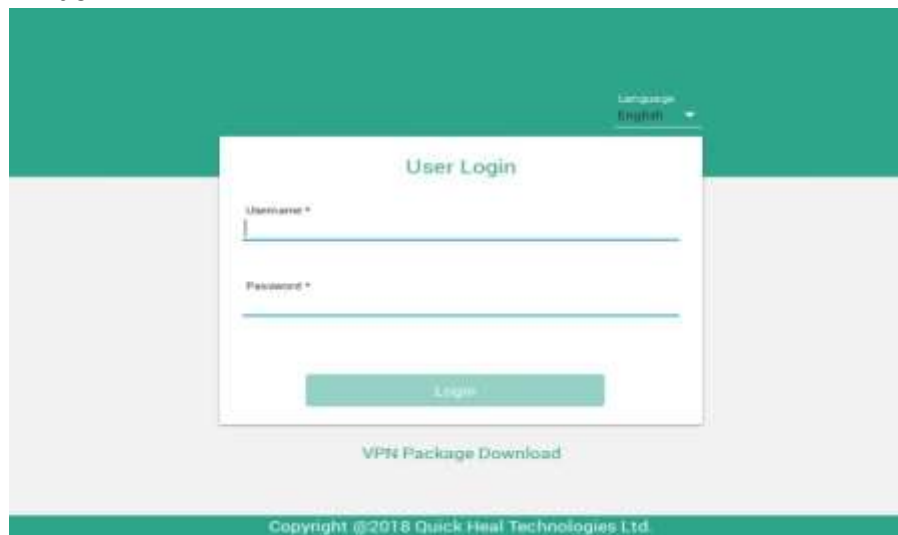 Language
English
User Login
Username *
Password *
Login
VPN Package Download
Copyright @2018 Quick Heal Technologies Ltd.